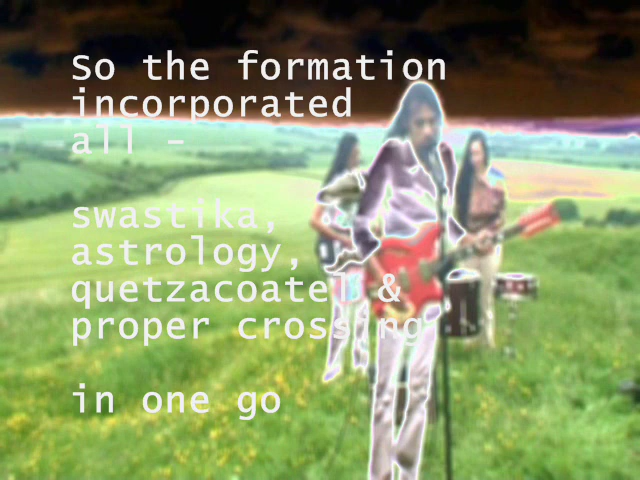 So the formation
incorporated
all -
swastika,
astrology,
quetzacoatel &
proper crossing
in one go